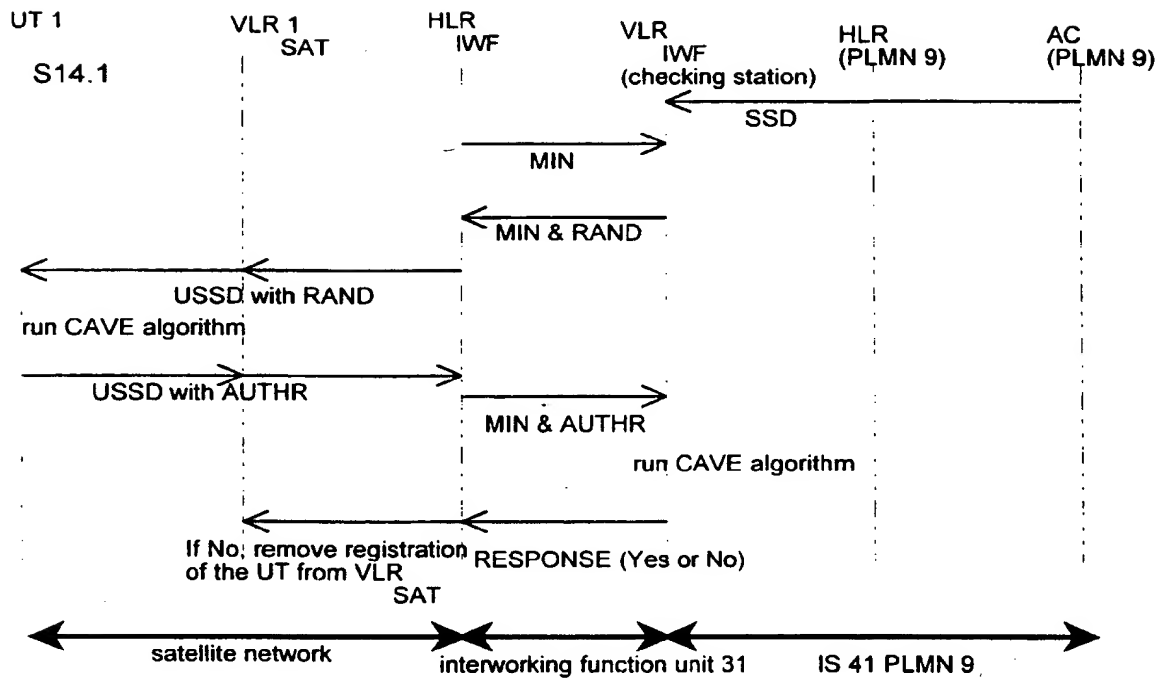 UT 1
VLR 1
SAT
HLR
IWF
VLR
IWF
(checking station)
HLR
(PLMN 9)
AC
(PLMN 9)
S14.1
SSD
MIN
MIN & RAND
USSD with RAND
run CAVE algorithm
USSD with AUTHR
MIN & AUTHR
run CAVE algorithm
If No, remove registration
of the UT from VLR
SAT
RESPONSE (Yes or No)
satellite network
interworking function unit 31
IS 41 PLMN 9